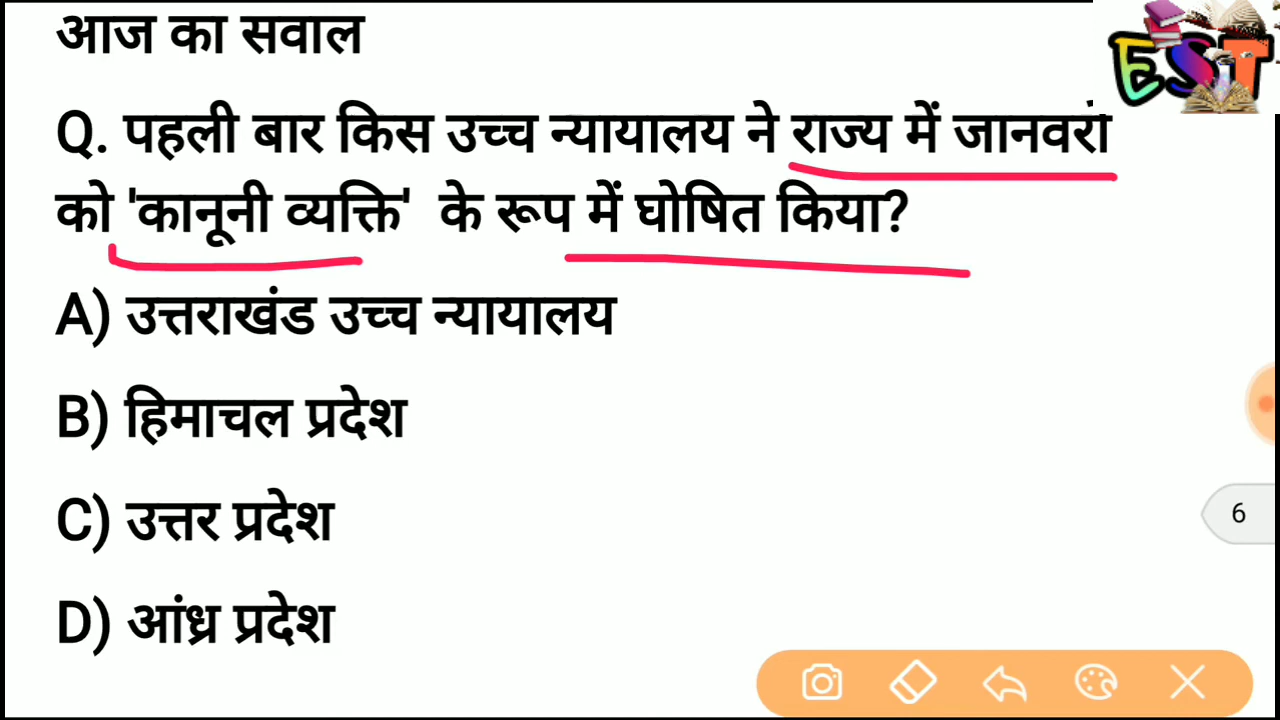 आज का सवाल
EST
Q. पहली बार किस उच्च न्यायालय ने राज्य में जानवरों
को 'कानूनी व्यक्ति' के रूप में घोषित किया?
A) उत्तराखंड उच्च न्यायालय
B) हिमाचल प्रदेश
C) उत्तर प्रदेश
6
D) आंध्र प्रदेश